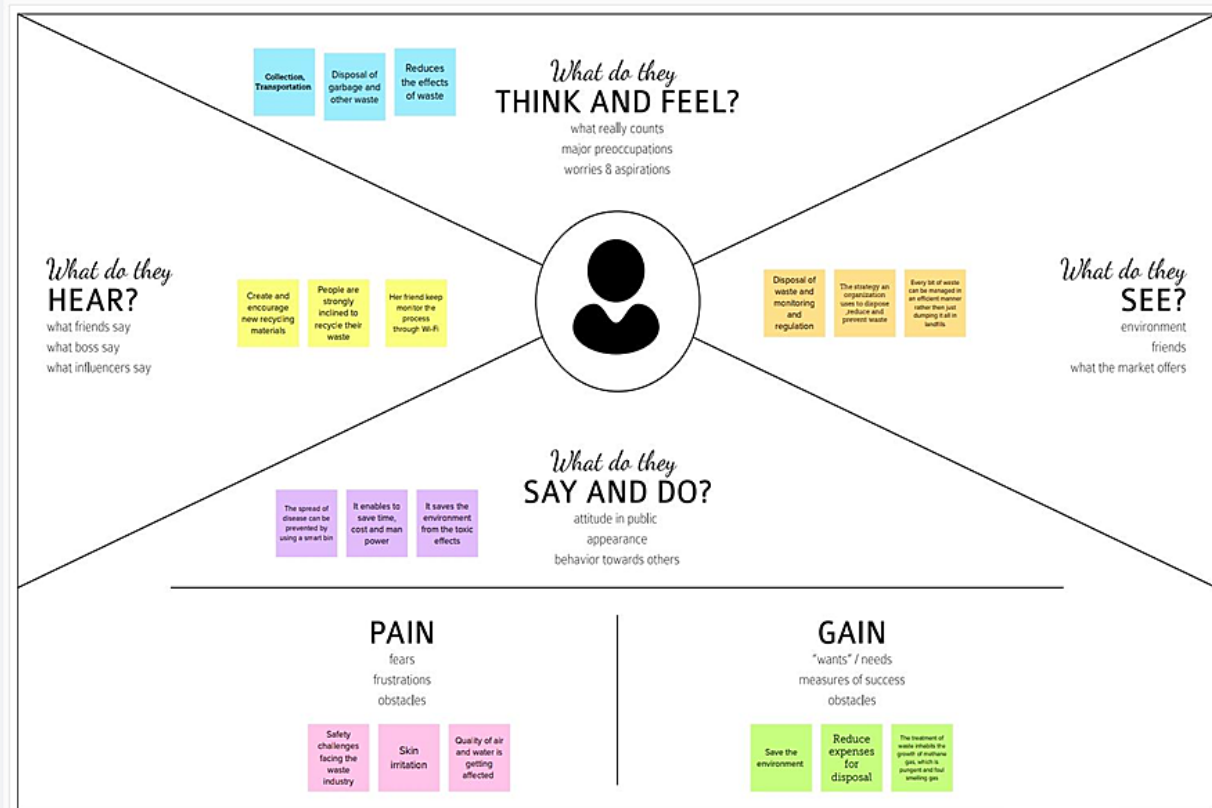 Collection,
Transportation
Disposal of
garbage and
other waste
Reduces
the effects
of waste
What do they
THINK AND FEEL?
what really counts
major preoccupations
worries & aspirations
What do they
HEAR?
what friends say
what boss say
what influencers say
Create and
encourage
new recycling
materials
People are
strongly
inclined to
recycle their
waste
Her friend keep
monitor the
process
through Wi-Fi
Disposal of
waste and
monitoring
and
regulation
The strategy an
organization
uses to dispose
,reduce and
prevent waste
Every bit of waste
can be managed in
an efficient manner
rather then just
dumping it all in
landfills
What do they
SEE?
environment
friends
what the market offers
The spread of
disease can be
prevented by
using a smart bin
It enables to
save time,
cost and man
power
It saves the
environment
from the toxic
effects
What do they
SAY AND DO?
attitude in public
appearance
behavior towards others
PAIN
fears
frustrations
obstacles
Safety
challenges
facing the
waste
industry
Skin
irritation
Quality of air
and water is
getting
affected
GAIN
"wants" / needs
measures of success
obstacles
Save the
environment
Reduce
expenses
for
disposal
The treatment of
waste inhabits the
growth of methane
gas, which is
pungent and foul
smelling gas